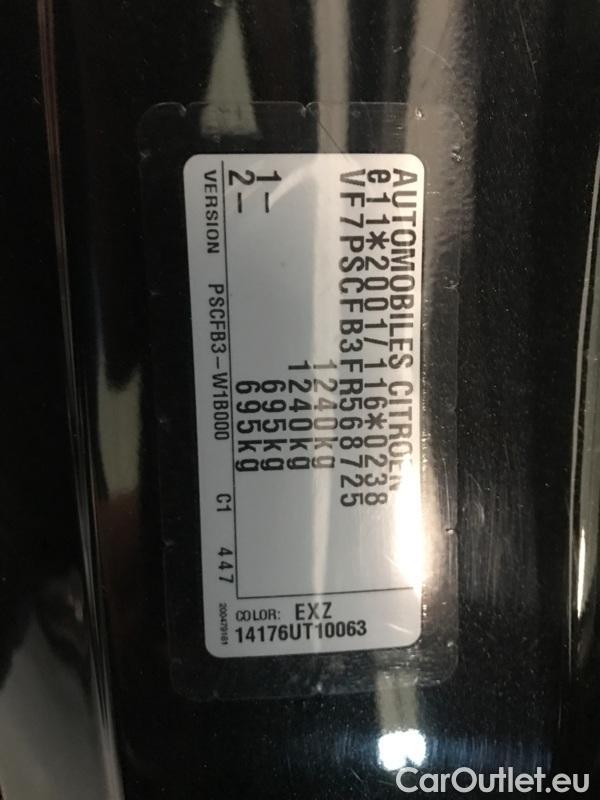 AUTOMOBILES CITROEN
e11*2001/116*0238
VF7PSCFB3FR568725
1240kg
1240kg
1– 695kg
2– 695kg
VERSION PSCFB3–W1B000 C1 447
COLOR: EXZ
14176UT10063
200479161
CarOutlet.eu